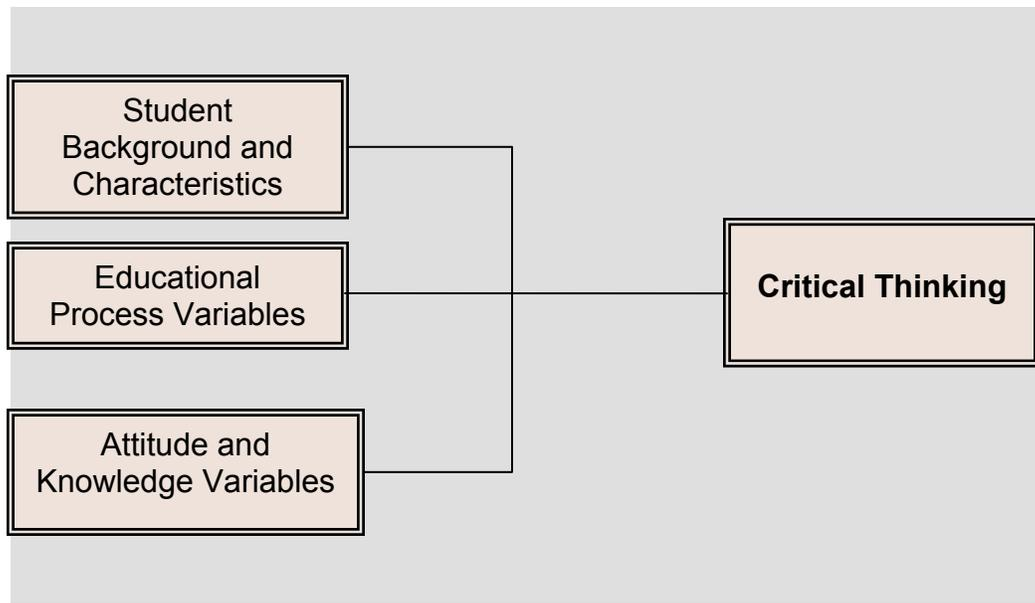 Student
Background and
Characteristics
Educational
Process Variables
Critical Thinking
Attitude and
Knowledge Variables